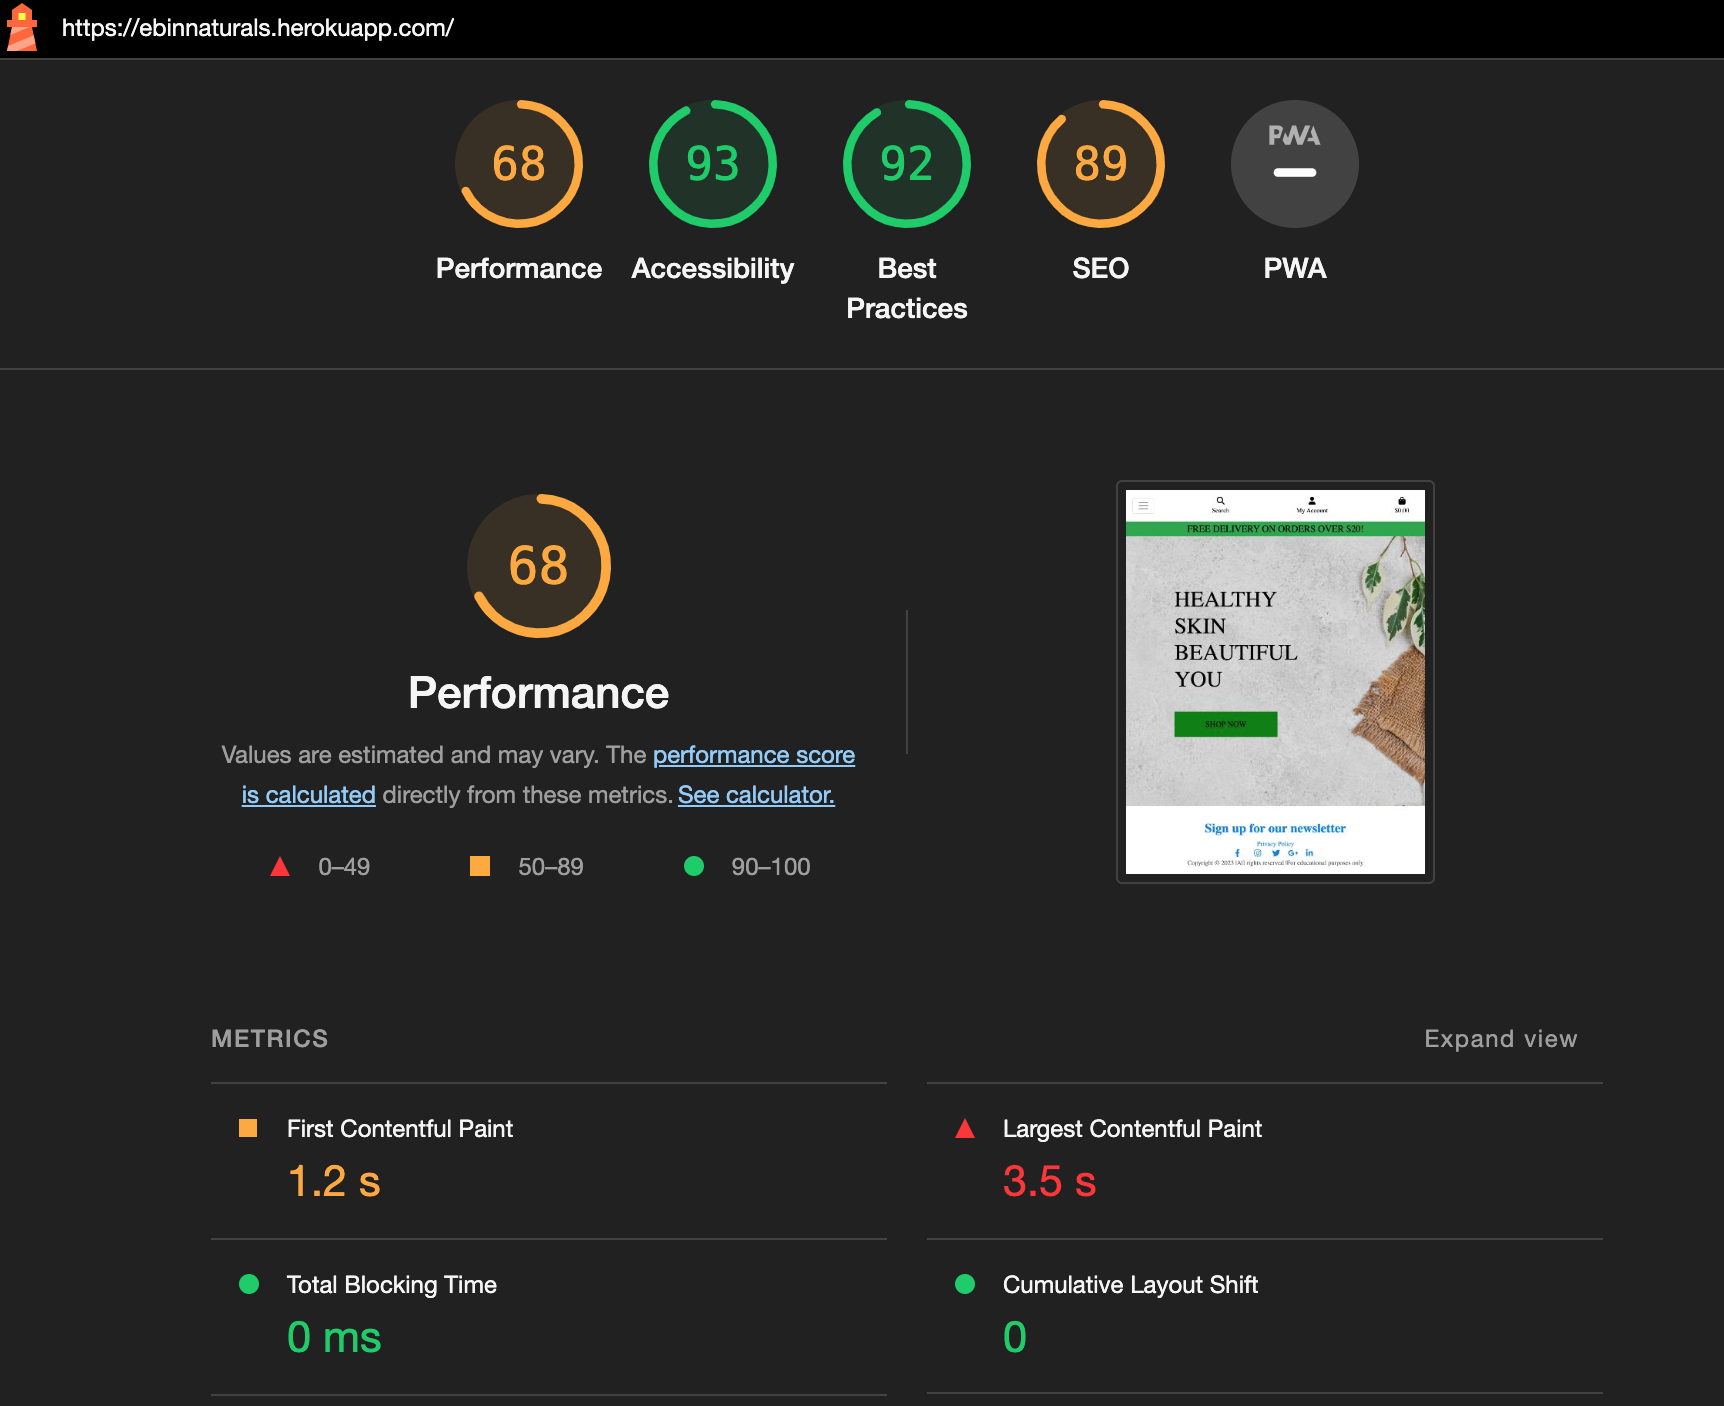 https://ebinnaturals.herokuapp.com/
68
93
92
89
PWA
Performance
Accessibility
Best
Practices
SEO
PWA
68
Performance
Values are estimated and may vary. The performance score
is calculated directly from these metrics. See calculator.
0–49
50–89
90–100
Search
My Account
$0.00
FREE DELIVERY ON ORDERS OVER $20!
HEALTHY
SKIN
BEAUTIFUL
YOU
SHOP NOW
Sign up for our newsletter
Privacy Policy
Copyright © 2023 |All rights reserved |For educational purposes only
METRICS
Expand view
First Contentful Paint
1.2 s
Largest Contentful Paint
3.5 s
Total Blocking Time
0 ms
Cumulative Layout Shift
0